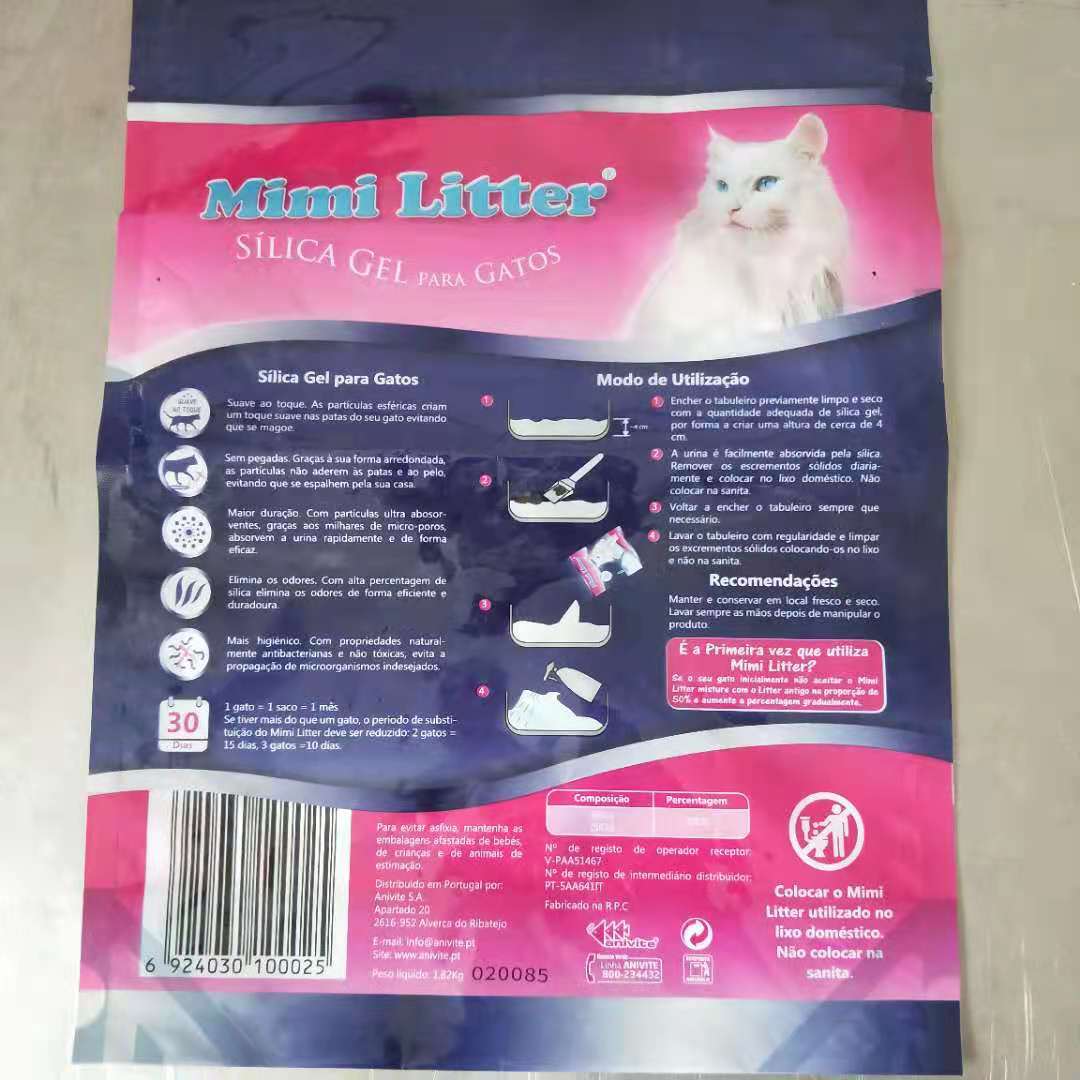 Mimi Litter®
SÍLICA GEL PARA GATOS
Sílica Gel para Gatos
SUAVE
AO TOQUE
Suave ao toque. As partículas esféricas criam
um toque suave nas patas do seu gato evitando
que se magoe.
Sem pegadas. Graças à sua forma arredondada,
as partículas não aderem às patas e ao pelo,
evitando que se espalhem pela sua casa.
Maior duração. Com partículas ultra abosor-
ventes, graças aos milhares de micro-poros,
absorvem a urina rapidamente e de forma
eficaz.
Elimina os odores. Com alta percentagem de
sílica elimina os odores de forma eficiente e
duradoura.
Mais higiénico. Com propriedades natural-
mente antibacterianas e não tóxicas, evita a
propagação de microorganismos indesejados.
30
Dias
1 gato = 1 saco = 1 mês
Se tiver mais do que um gato, o periodo de substi-
tuição do Mimi Litter deve ser reduzido: 2 gatos =
15 dias, 3 gatos =10 dias.
Modo de Utilização
1
~4 cm
2
3
4
1 Encher o tabuleiro previamente limpo e seco
com a quantidade adequada de sílica gel,
por forma a criar uma altura de cerca de 4
cm.
2 A urina é facilmente absorvida pela sílica.
Remover os escrementos sólidos diaria-
mente e colocar no lixo doméstico. Não
colocar na sanita.
3 Voltar a encher o tabuleiro sempre que
necessário.
4 Lavar o tabuleiro com regularidade e limpar
os excrementos sólidos colocando-os no lixo
e não na sanita.
Recomendações
Manter e conservar em local fresco e seco.
Lavar sempre as mãos depois de manipular o
produto.
É a Primeira vez que utiliza
Mimi Litter?
Se o seu gato inicialmente não aceitar o Mimi
Litter misture com o Litter antigo na proporção de
50% e aumente a percentagem gradualmente.
6 924030 100025
Para evitar asfixia, mantenha as
embalagens afastadas de bebés,
de crianças e de animais de
estimação.
Distribuido em Portugal por:
Anivite S.A.
Apartado 20
2616-952 Alverca do Ribatejo
E-mail: info@anivite.pt
Site: www.anivite.pt
Peso líquido: 1.82Kg 020085
Composição Percentagem
Nº de registo de operador receptor:
V-PAA51467
Nº de registo de intermediário distribuidor:
PT-SAA641IT
Fabricado na R.P.C
anivite
Linha ANIVITE
800-234432
Colocar o Mimi
Litter utilizado no
lixo doméstico.
Não colocar na
sanita.